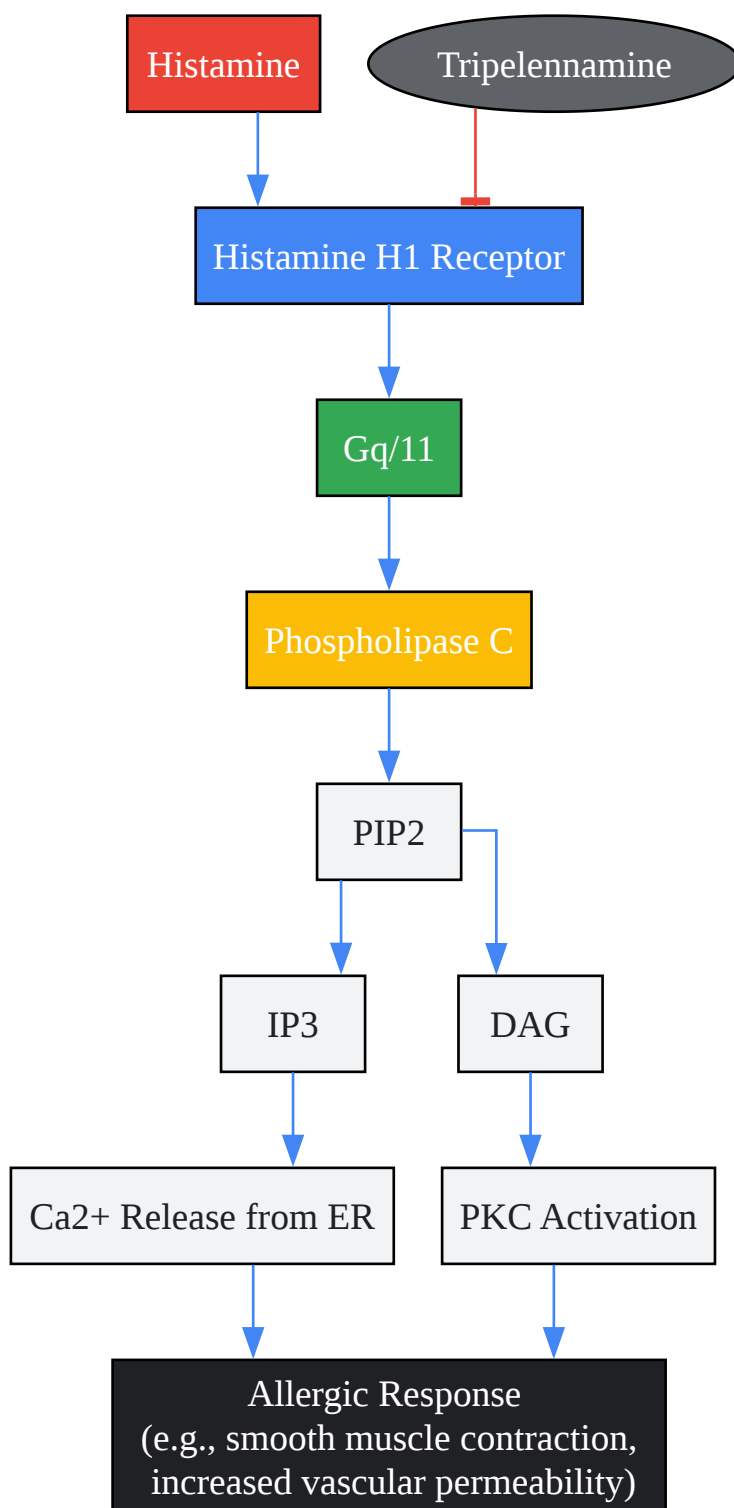 Histamine
Tripelennamine
Histamine H1 Receptor
Gq/11
Phospholipase C
PIP2
IP3
DAG
Ca2+ Release from ER
PKC Activation
Allergic Response
(e.g., smooth muscle contraction,
increased vascular permeability)